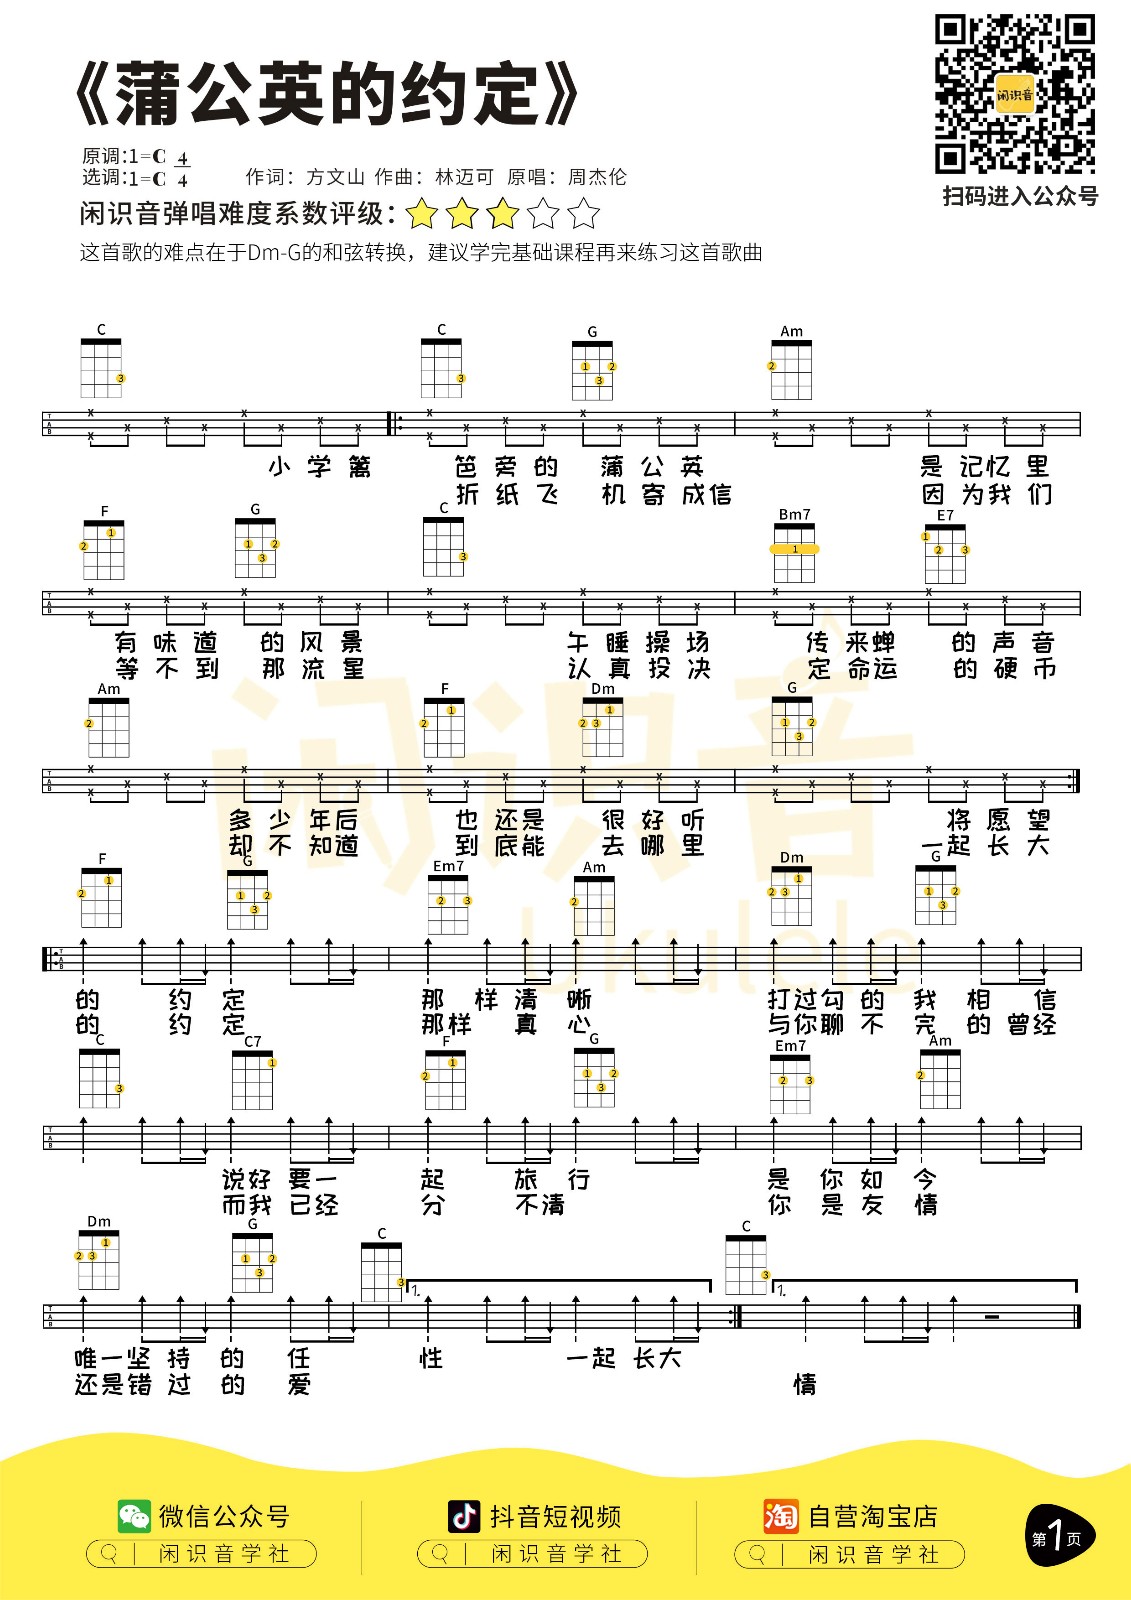 《蒲公英的约定》
原调:1=C 4/4
选调:1=C
作词：方文山 作曲：林迈可 原唱：周杰伦
闲识音弹唱难度系数评级：
这首歌的难点在于Dm-G的和弦转换，建议学完基础课程再来练习这首歌曲
闲识音
扫码进入公众号
C C G Am
小学篱 笆旁的 蒲公英 是记忆里
折纸飞 机寄成信 因为我们
F G C Bm7 E7
有味道 的风景 午睡操场 传来蝉 的声音
等不到 那流星 认真投决 定命运 的硬币
Am F Dm G
多少年后 也还是 很好听 将愿望
却不知道 到底能 去哪里 一起长大
F G Em7 Am Dm G
的 约定 那样清晰 打过勾的我相信
的 约定 那样真心 与你聊不完的曾经
C C7 F G Em7 Am
说好要一 起 旅行 是你如今
而我已经 分 不清 你是友情
Dm G C C
1. 1.
唯一坚持的任 性 一起长大
还是错过的爱 情
闲识音
Ukulele
微信公众号 抖音短视频 自营淘宝店
闲识音学社 闲识音学社 闲识音学社
淘
第1页